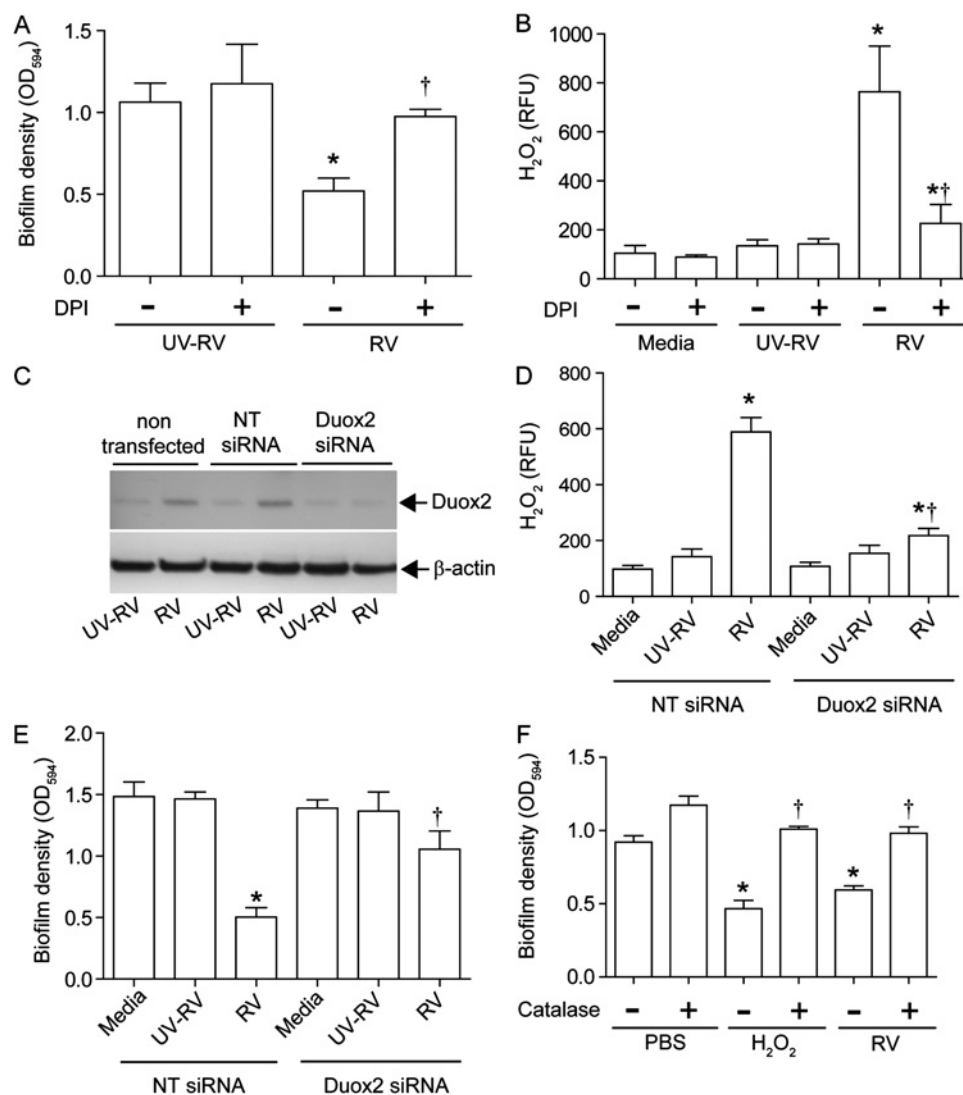 A
Biofilm density (OD594)
1.5
1.0
0.5
0.0
*
†
DPI - + - +
UV-RV RV
B
H2O2 (RFU)
1000
800
600
400
200
0
*
*†
DPI - + - + - +
Media UV-RV RV
C
non transfected
NT siRNA
Duox2 siRNA
Duox2
β-actin
UV-RV RV UV-RV RV UV-RV RV
D
H2O2 (RFU)
800
600
400
200
0
*
*†
Media UV-RV RV Media UV-RV RV
NT siRNA Duox2 siRNA
E
Biofilm density (OD594)
2.0
1.5
1.0
0.5
0.0
*
†
Media UV-RV RV Media UV-RV RV
NT siRNA Duox2 siRNA
F
Biofilm density (OD594)
1.5
1.0
0.5
0.0
*
†
*
†
Catalase - + - + - +
PBS H2O2 RV